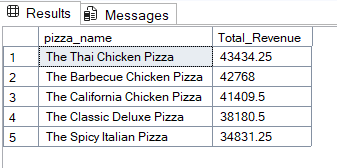 Results Messages
pizza_name Total_Revenue
1 The Thai Chicken Pizza 43434.25
2 The Barbecue Chicken Pizza 42768
3 The California Chicken Pizza 41409.5
4 The Classic Deluxe Pizza 38180.5
5 The Spicy Italian Pizza 34831.25